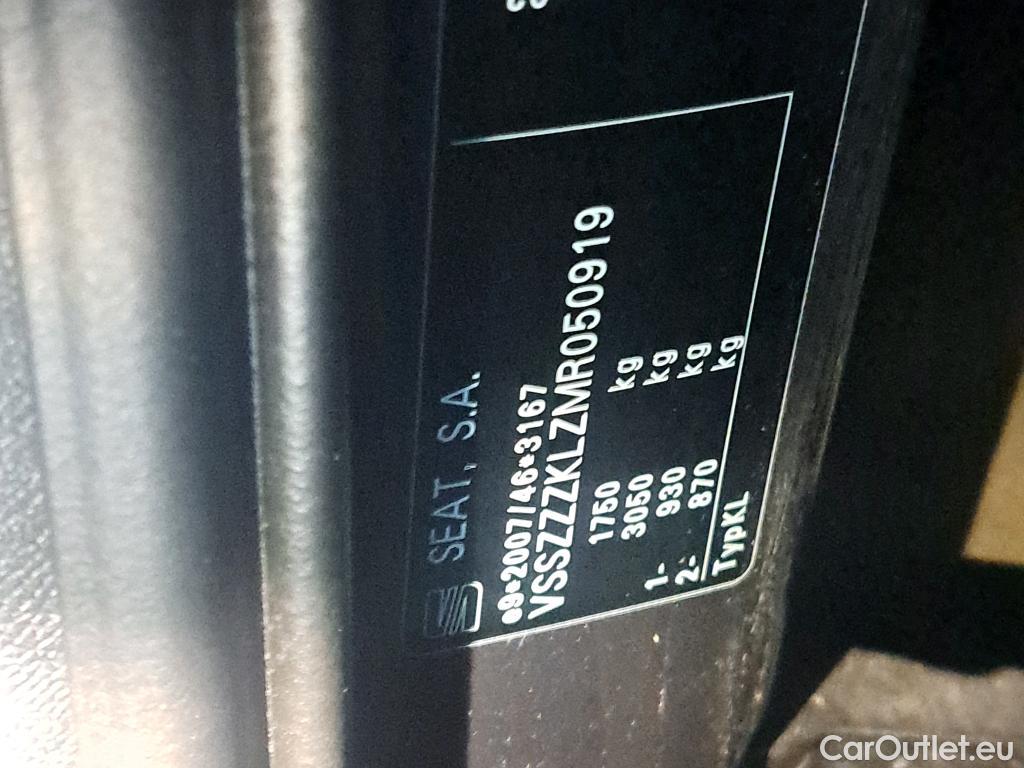 SEAT, S.A.
e9*2007/46*3167
VSSZZZKLZMR050919
1750 kg
3050 kg
1- 930 kg
2- 870 kg
TypKL
CarOutlet.eu